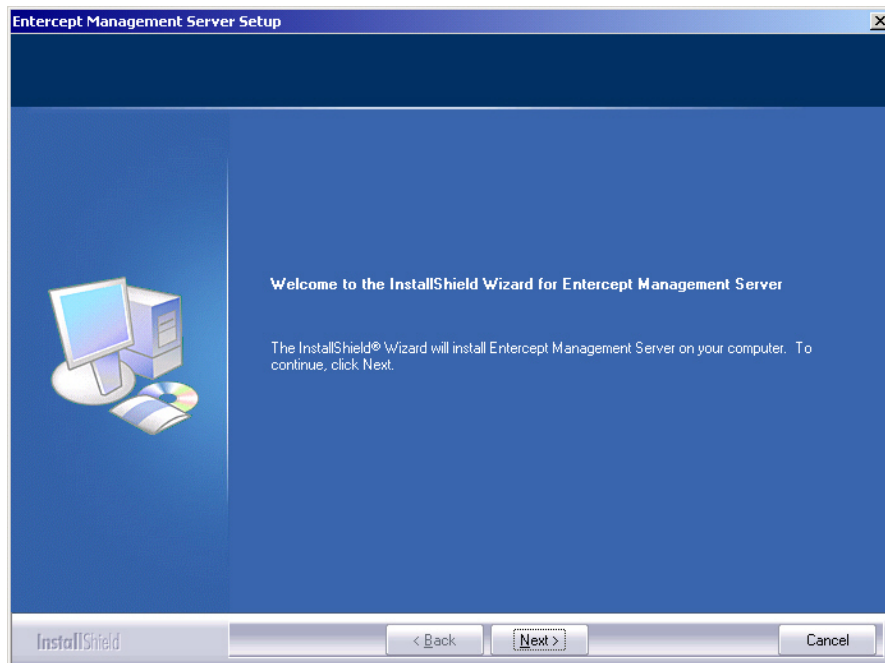 Entercept Management Server Setup
Welcome to the InstallShield Wizard for Entercept Management Server
The InstallShield® Wizard will install Entercept Management Server on your computer. To
continue, click Next.
InstallShield
< Back
Next >
Cancel